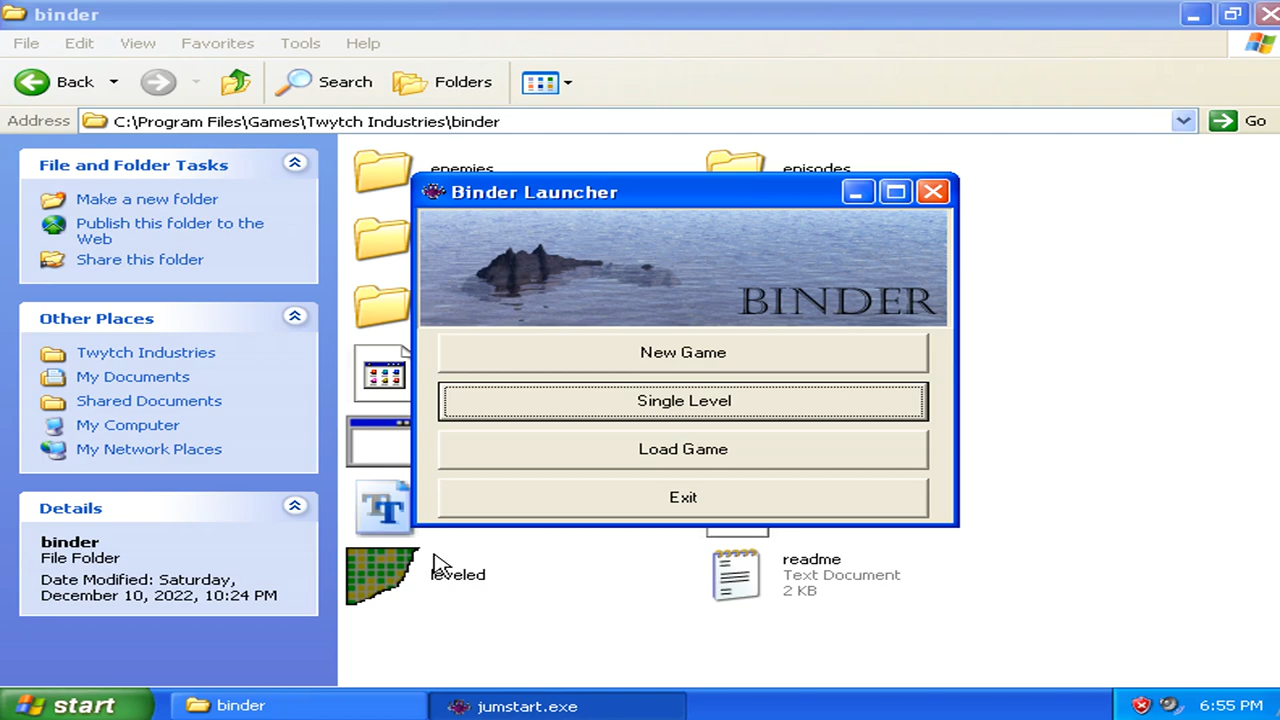 binder
File Edit View Favorites Tools Help
Back Search Folders
Address C:\Program Files\Games\Twytch Industries\binder Go
File and Folder Tasks
Make a new folder
Publish this folder to the
Web
Share this folder
Other Places
Twytch Industries
My Documents
Shared Documents
My Computer
My Network Places
Details
binder
File Folder
Date Modified: Saturday,
December 10, 2022, 10:24 PM
enemies
episodes
Binder Launcher
BINDER
New Game
Single Level
Load Game
Exit
leveled
readme
Text Document
2 KB
start binder jumstart.exe 6:55 PM